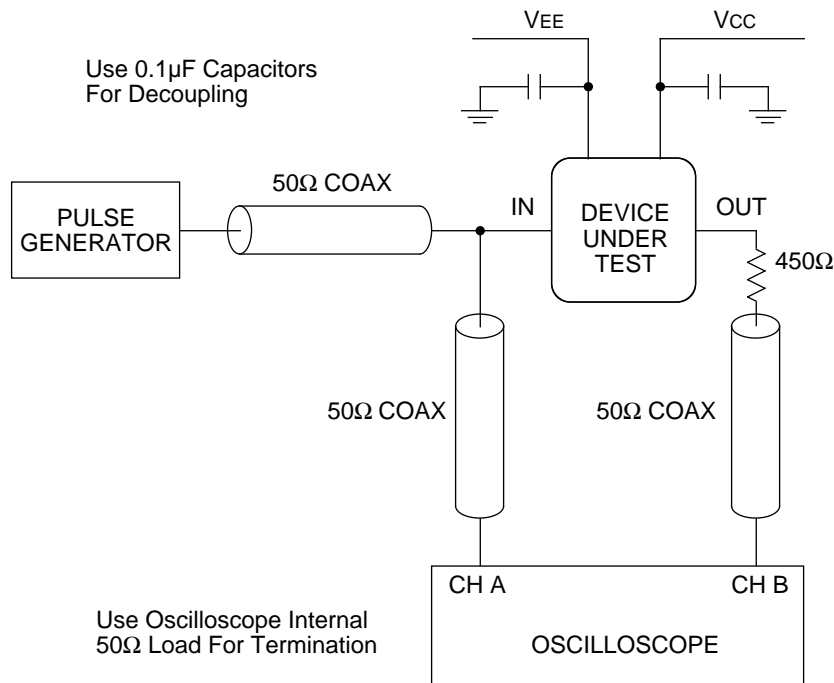 VEE
VCC
Use 0.1µF Capacitors
For Decoupling
50Ω COAX
PULSE
GENERATOR
IN
DEVICE
UNDER
TEST
OUT
450Ω
50Ω COAX
50Ω COAX
CH A
CH B
Use Oscilloscope Internal
50Ω Load For Termination
OSCILLOSCOPE